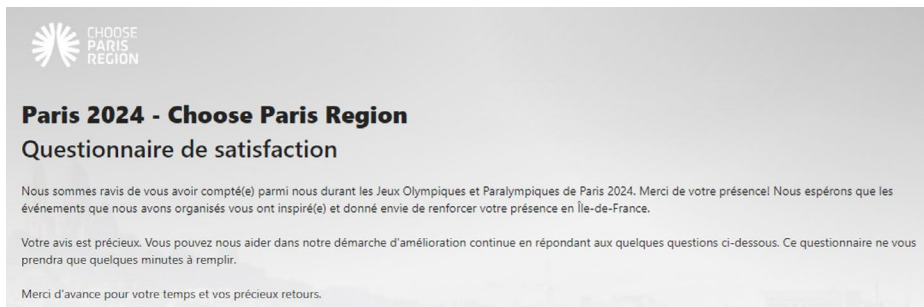 CHOOSE
PARIS
REGION
Paris 2024 - Choose Paris Region
Questionnaire de satisfaction
Nous sommes ravis de vous avoir compté(e) parmi nous durant les Jeux Olympiques et Paralympiques de Paris 2024. Merci de votre présence! Nous espérons que les
événements que nous avons organisés vous ont inspiré(e) et donné envie de renforcer votre présence en Île-de-France.
Votre avis est précieux. Vous pouvez nous aider dans notre démarche d'amélioration continue en répondant aux quelques questions ci-dessous. Ce questionnaire ne vous
prendra que quelques minutes à remplir.
Merci d'avance pour votre temps et vos précieux retours.